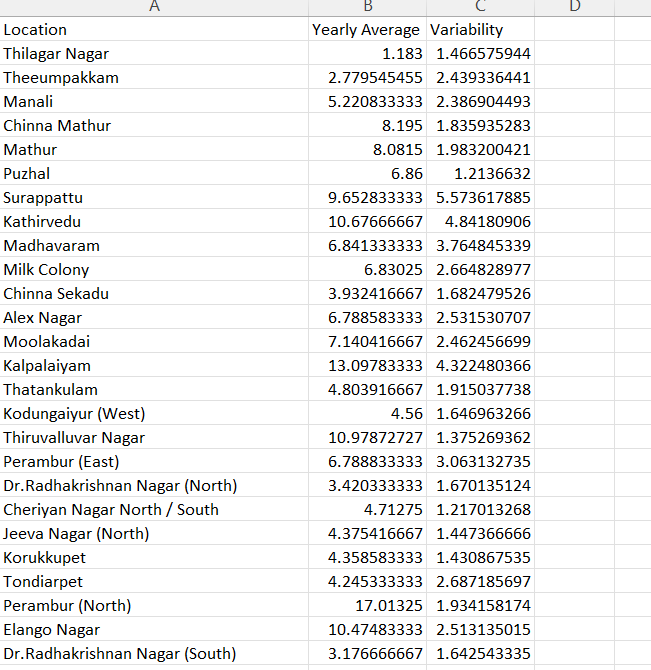 A B C D
Location Yearly Average Variability
Thilagar Nagar 1.183 1.466575944
Theeumpakkam 2.779545455 2.439336441
Manali 5.220833333 2.386904493
Chinna Mathur 8.195 1.835935283
Mathur 8.0815 1.983200421
Puzhal 6.86 1.2136632
Surappattu 9.652833333 5.573617885
Kathirvedu 10.67666667 4.84180906
Madhavaram 6.841333333 3.764845339
Milk Colony 6.83025 2.664828977
Chinna Sekadu 3.932416667 1.682479526
Alex Nagar 6.788583333 2.531530707
Moolakadai 7.140416667 2.462456699
Kalpalaiyam 13.09783333 4.322480366
Thatankulam 4.803916667 1.915037738
Kodungaiyur (West) 4.56 1.646963266
Thiruvalluvar Nagar 10.97872727 1.375269362
Perambur (East) 6.788833333 3.063132735
Dr.Radhakrishnan Nagar (North) 3.420333333 1.670135124
Cheriyan Nagar North / South 4.71275 1.217013268
Jeeva Nagar (North) 4.375416667 1.447366666
Korukkupet 4.358583333 1.430867535
Tondiarpet 4.245333333 2.687185697
Perambur (North) 17.01325 1.934158174
Elango Nagar 10.47483333 2.513135015
Dr.Radhakrishnan Nagar (South) 3.176666667 1.642543335